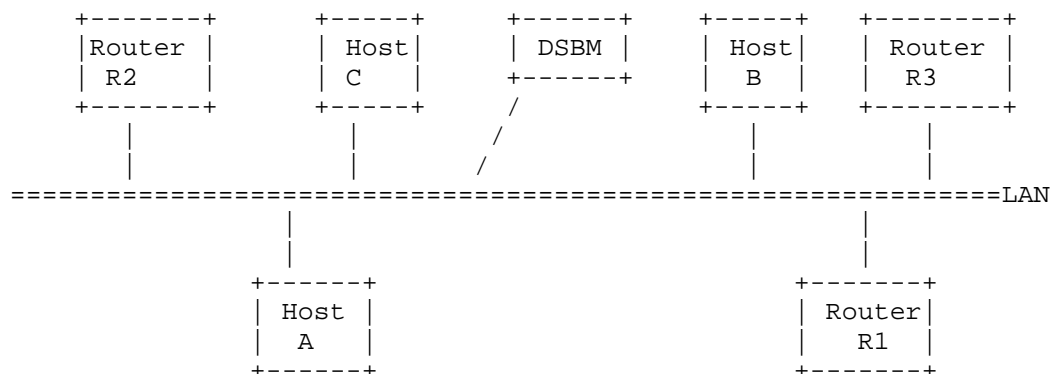 Router Host DSBM Host Router
R2 C B R3
LAN
Host Router
A R1